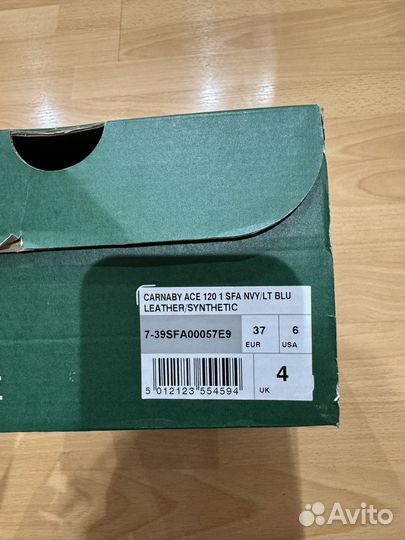 CARNABY ACE 120 1 SFA NVY/LT BLU
LEATHER/SYNTHETIC
7-39SFA00057E9
37
EUR
6
USA
5 012123 554594
4
UK
Avito